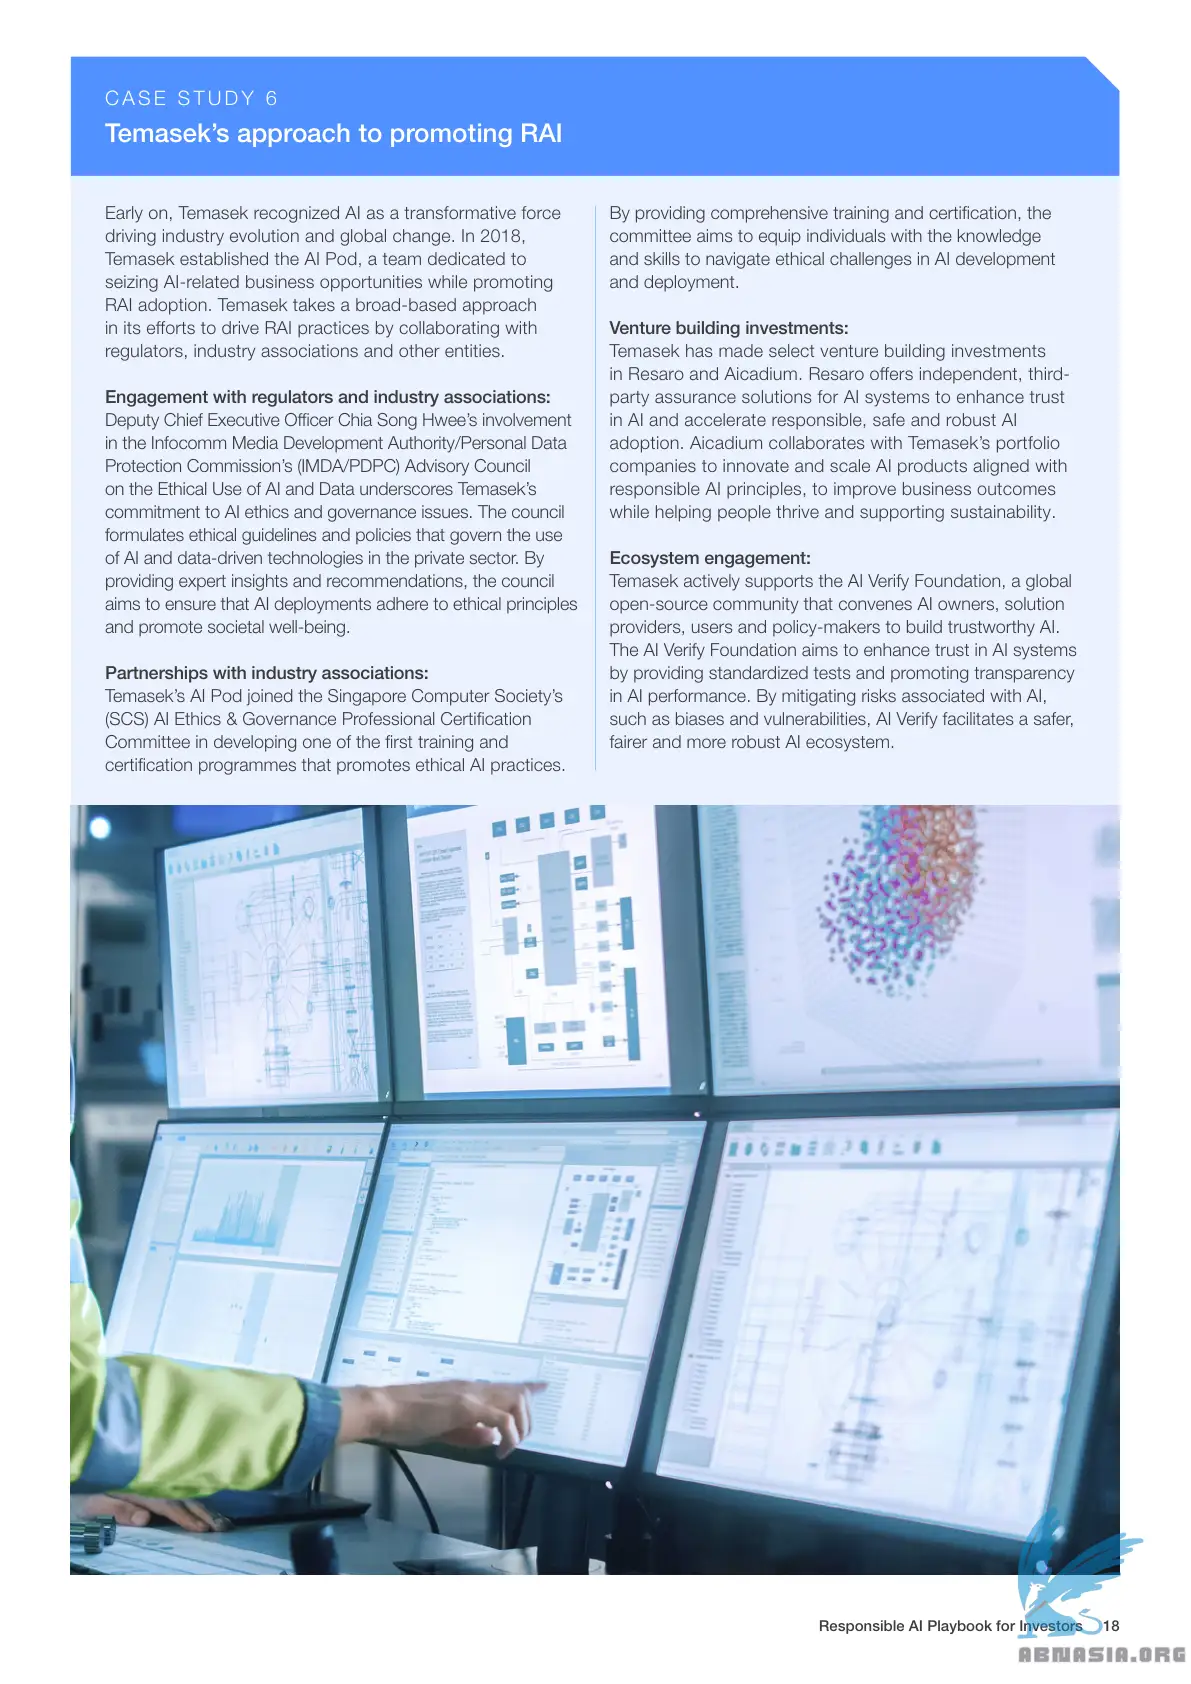 CASE STUDY 6
Temasek's approach to promoting RAI
Early on, Temasek recognized AI as a transformative force
driving industry evolution and global change. In 2018,
Temasek established the AI Pod, a team dedicated to
seizing AI-related business opportunities while promoting
RAI adoption. Temasek takes a broad-based approach
in its efforts to drive RAI practices by collaborating with
regulators, industry associations and other entities.
Engagement with regulators and industry associations:
Deputy Chief Executive Officer Chia Song Hwee's involvement
in the Infocomm Media Development Authority/Personal Data
Protection Commission's (IMDA/PDPC) Advisory Council
on the Ethical Use of AI and Data underscores Temasek's
commitment to AI ethics and governance issues. The council
formulates ethical guidelines and policies that govern the use
of AI and data-driven technologies in the private sector. By
providing expert insights and recommendations, the council
aims to ensure that AI deployments adhere to ethical principles
and promote societal well-being.
Partnerships with industry associations:
Temasek's AI Pod joined the Singapore Computer Society's
(SCS) AI Ethics & Governance Professional Certification
Committee in developing one of the first training and
certification programmes that promotes ethical AI practices.
By providing comprehensive training and certification, the
committee aims to equip individuals with the knowledge
and skills to navigate ethical challenges in AI development
and deployment.
Venture building investments:
Temasek has made select venture building investments
in Resaro and Aicadium. Resaro offers independent, third-
party assurance solutions for AI systems to enhance trust
in AI and accelerate responsible, safe and robust AI
adoption. Aicadium collaborates with Temasek's portfolio
companies to innovate and scale AI products aligned with
responsible AI principles, to improve business outcomes
while helping people thrive and supporting sustainability.
Ecosystem engagement:
Temasek actively supports the AI Verify Foundation, a global
open-source community that convenes AI owners, solution
providers, users and policy-makers to build trustworthy AI.
The AI Verify Foundation aims to enhance trust in AI systems
by providing standardized tests and promoting transparency
in AI performance. By mitigating risks associated with AI,
such as biases and vulnerabilities, AI Verify facilitates a safer,
fairer and more robust AI ecosystem.
Responsible AI Playbook for Investors 18
ABNASIA.ORG